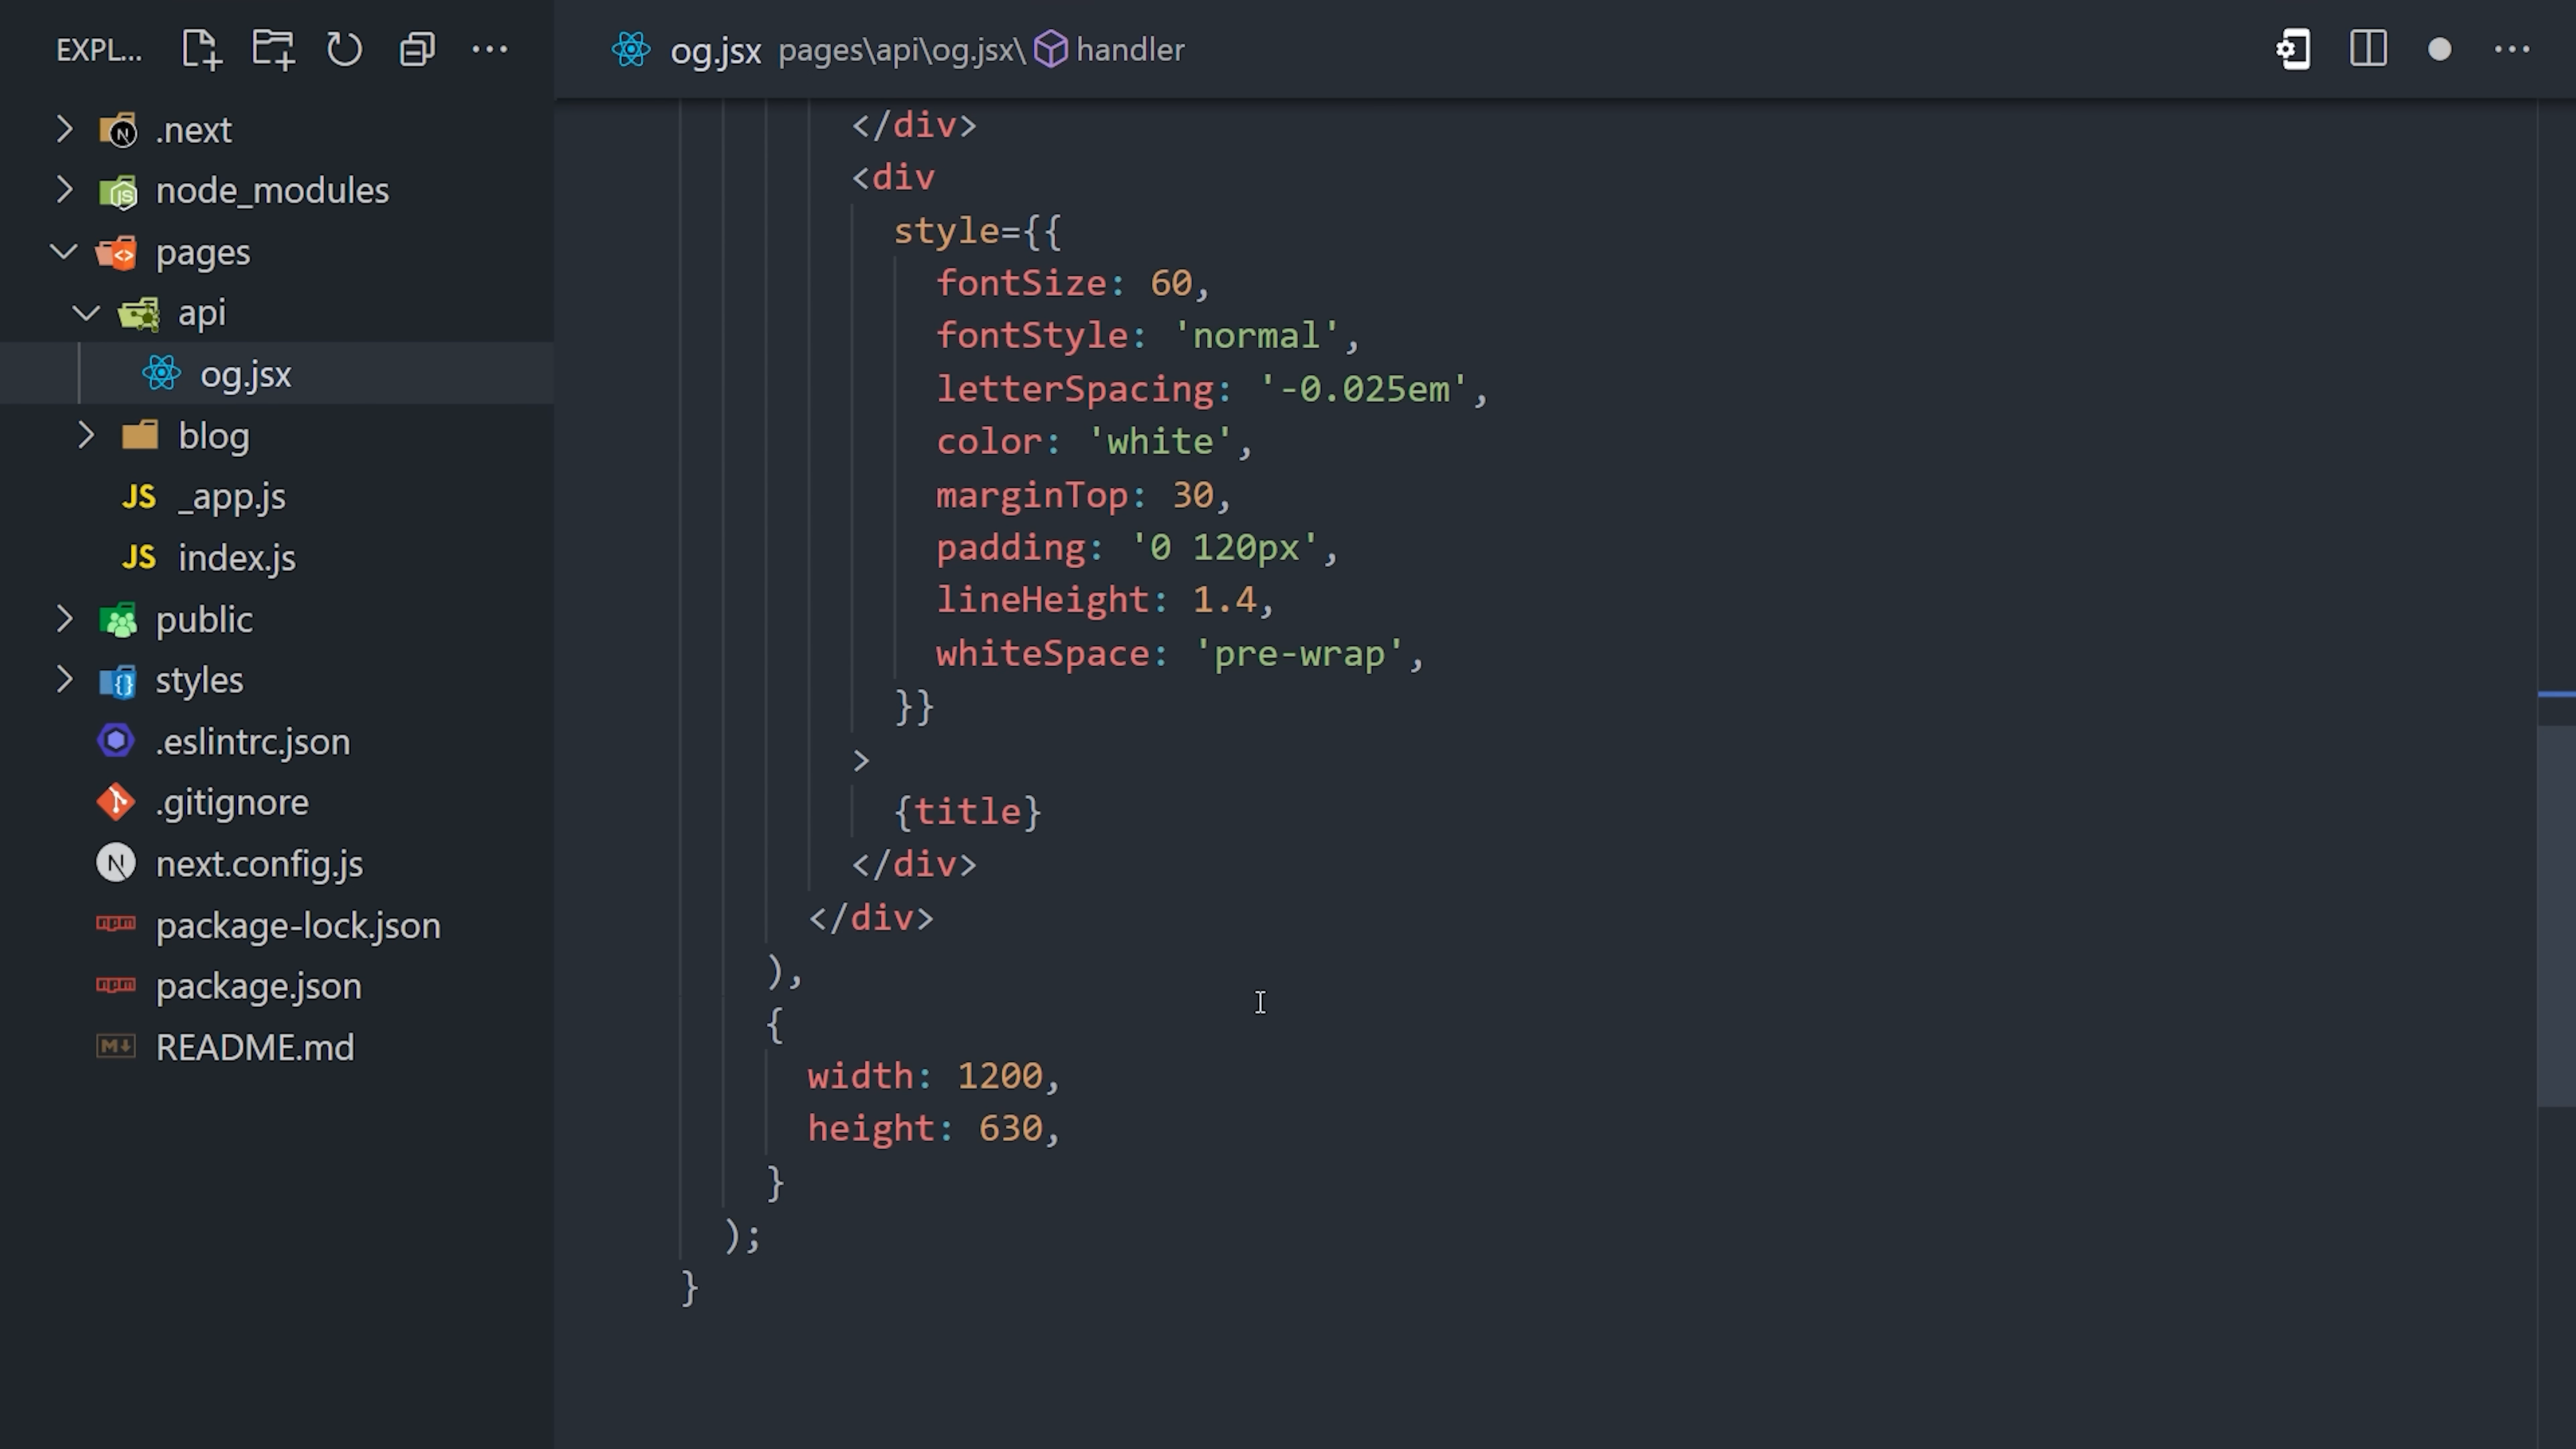 EXPL...
.next
node_modules
pages
api
og.jsx
blog
JS _app.js
JS index.js
public
styles
.eslintrc.json
.gitignore
N next.config.js
npm package-lock.json
npm package.json
M README.md
og.jsx pages\api\og.jsx\ handler
</div>
<div
style={{
fontSize: 60,
fontStyle: 'normal',
letterSpacing: '-0.025em',
color: 'white',
marginTop: 30,
padding: '0 120px',
lineHeight: 1.4,
whiteSpace: 'pre-wrap',
}}
>
{title}
</div>
</div>
),
{
width: 1200,
height: 630,
}
);
}